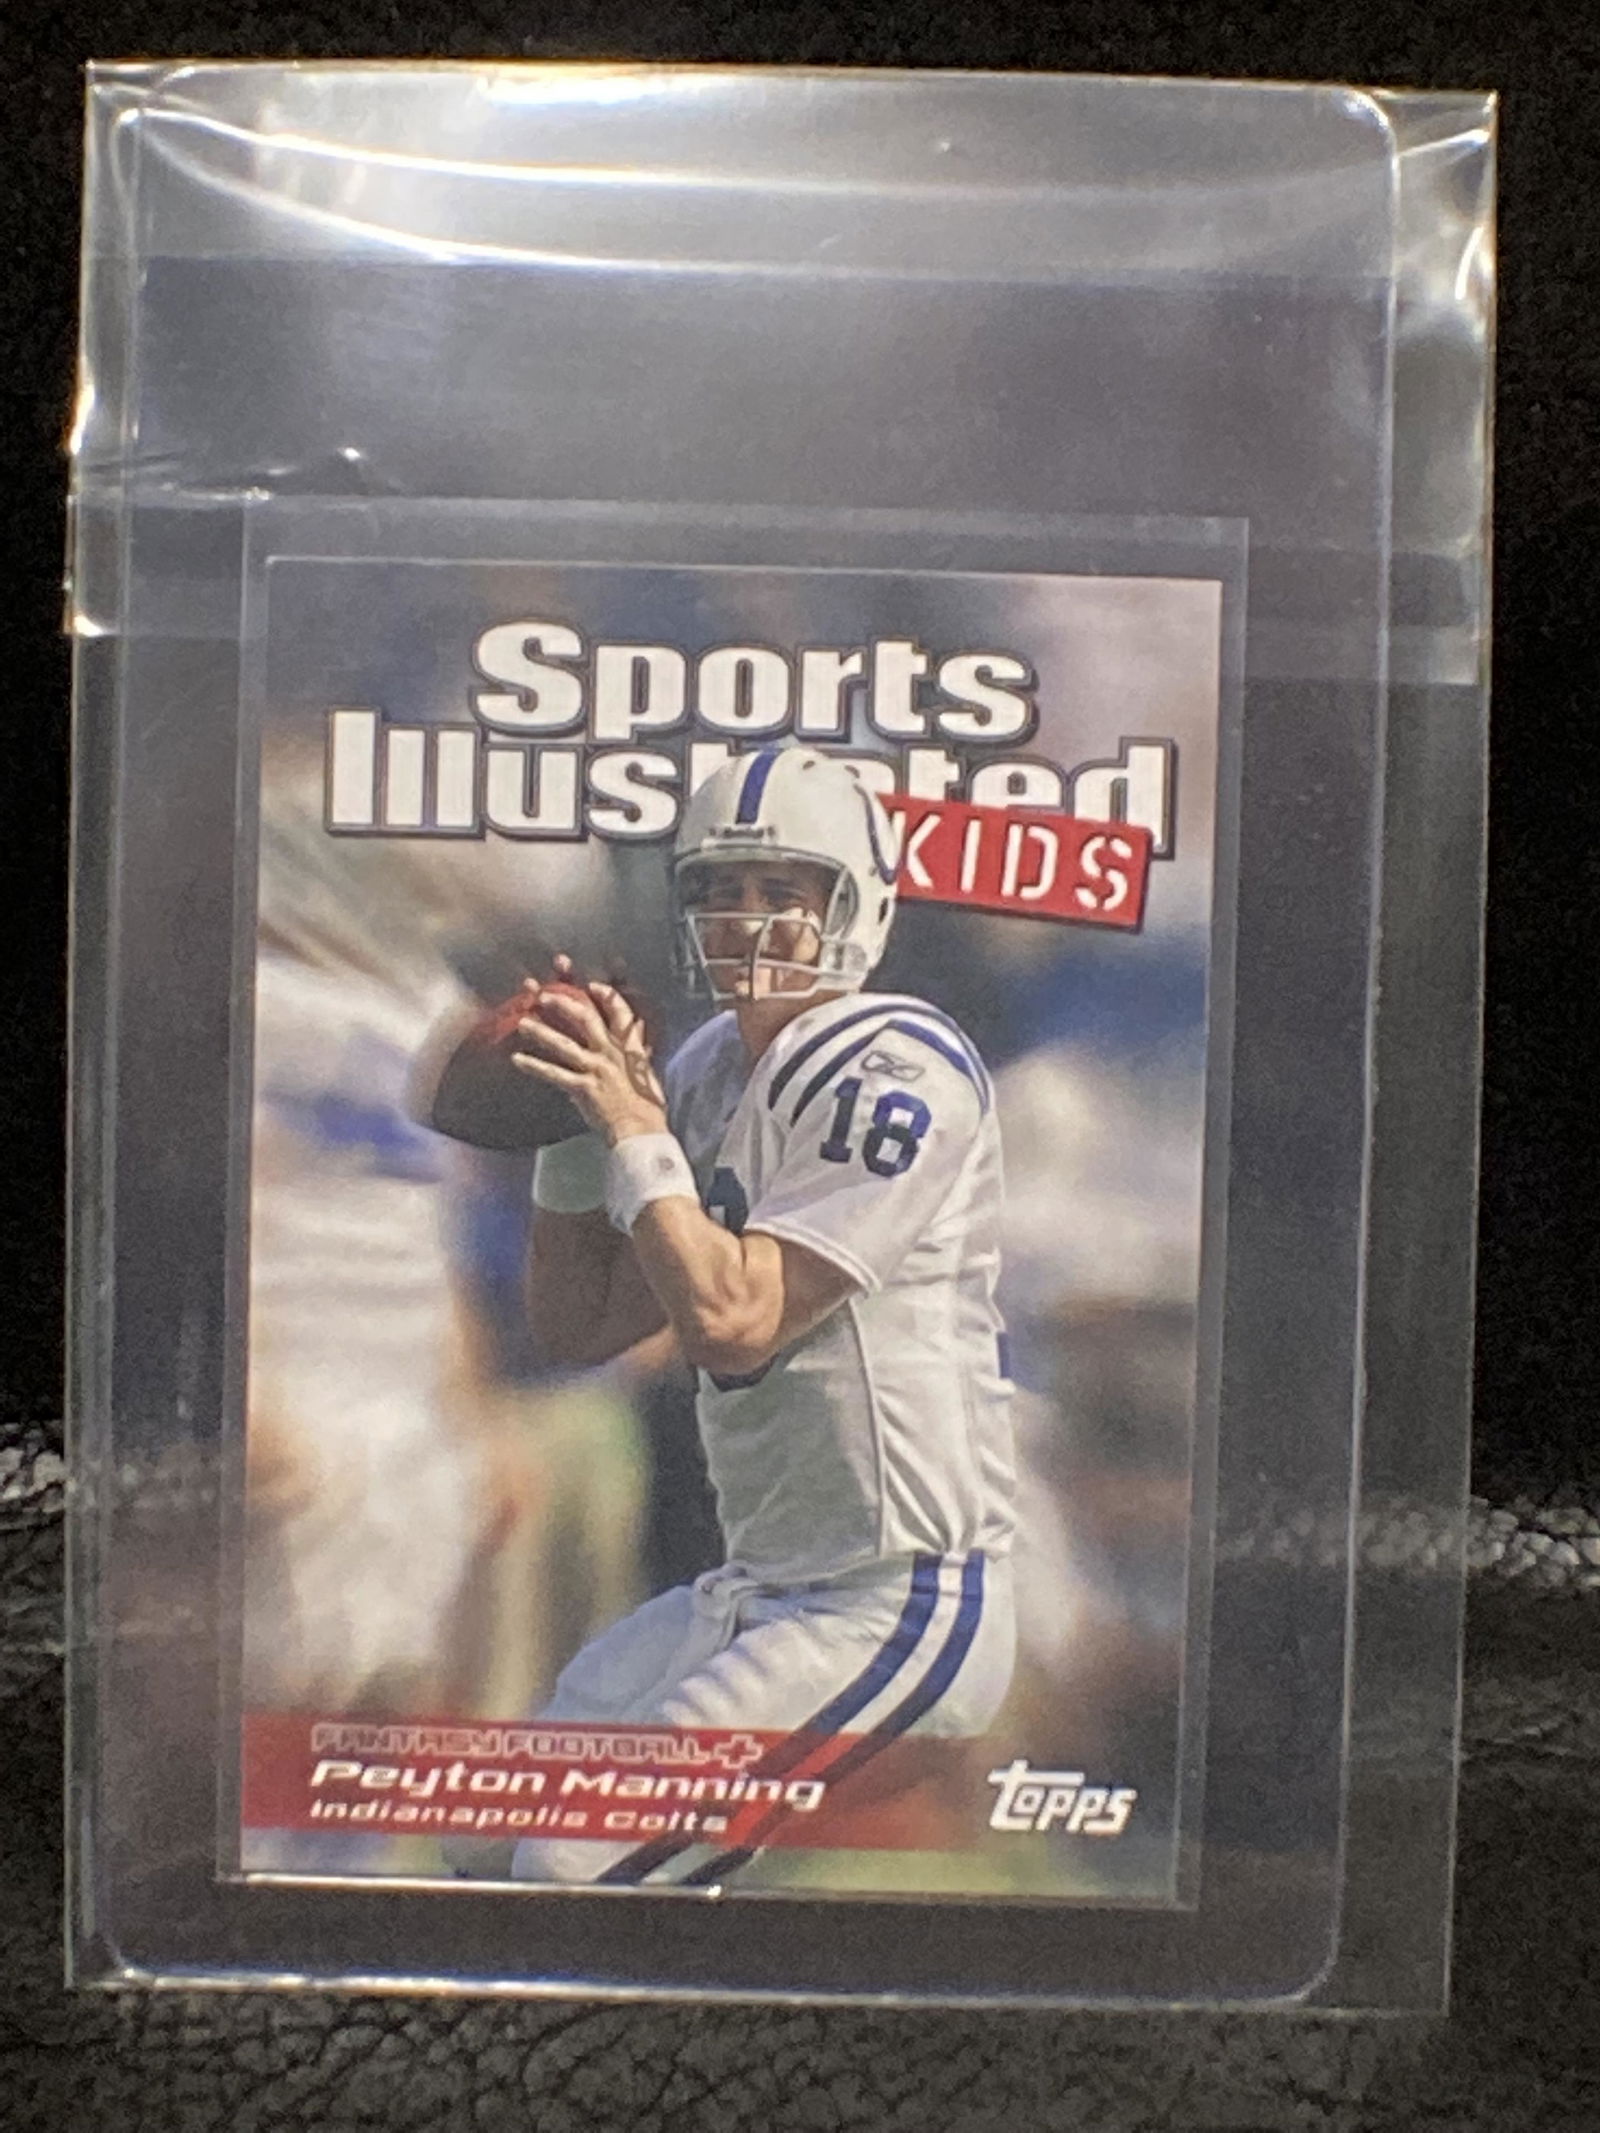 Sports
Illustrated
KIDS
18
FANTASY FOOTBALL+
Peyton Manning
Indianapolis Colts
TOPPS